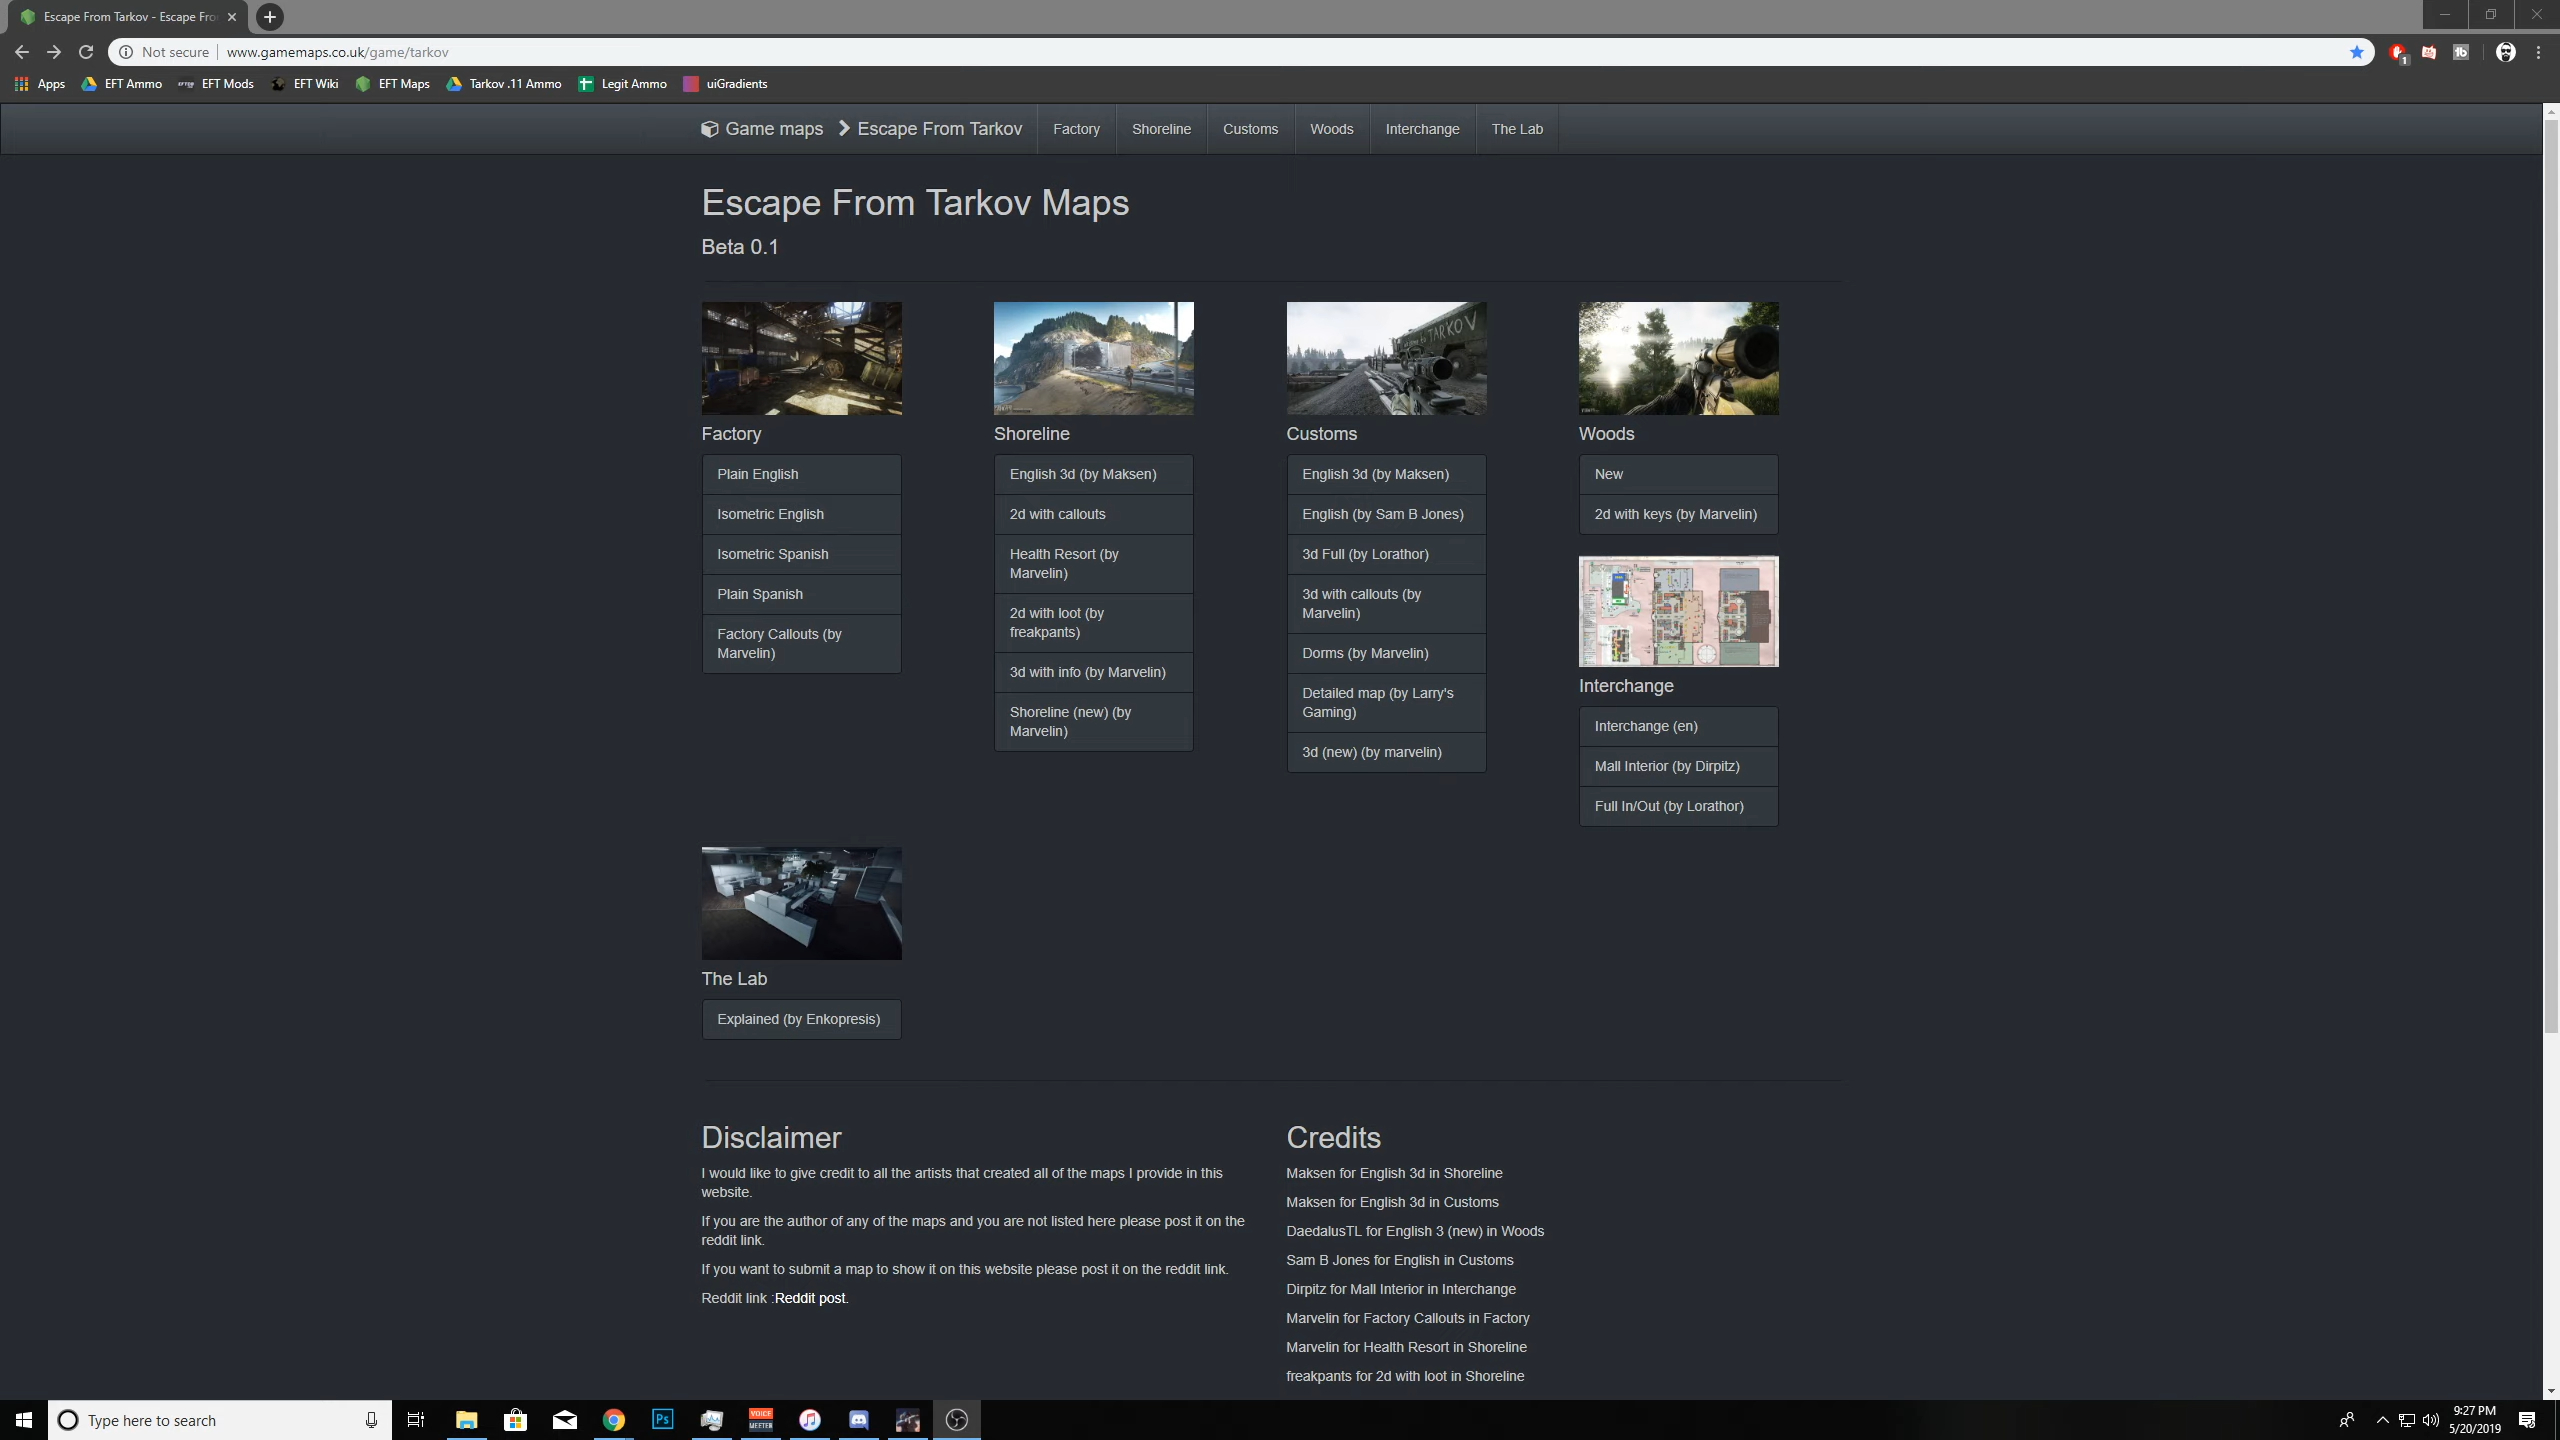 Escape From Tarkov - Escape Fro
Not secure
www.gamemaps.co.uk/game/tarkov
1
Apps
EFT Ammo
EFT Mods
EFT Wiki
EFT Maps
Tarkov .11 Ammo
Legit Ammo
uiGradients
Game maps
Escape From Tarkov
Factory
Shoreline
Customs
Woods
Interchange
The Lab
Escape From Tarkov Maps
Beta 0.1
TARKOV
Factory
Plain English
Isometric English
Isometric Spanish
Plain Spanish
Factory Callouts (by
Marvelin)
Shoreline
English 3d (by Maksen)
2d with callouts
Health Resort (by
Marvelin)
2d with loot (by
freakpants)
3d with info (by Marvelin)
Shoreline (new) (by
Marvelin)
Customs
English 3d (by Maksen)
English (by Sam B Jones)
3d Full (by Lorathor)
3d with callouts (by
Marvelin)
Dorms (by Marvelin)
Detailed map (by Larry's
Gaming)
3d (new) (by marvelin)
Woods
New
2d with keys (by Marvelin)
Interchange
Interchange (en)
Mall Interior (by Dirpitz)
Full In/Out (by Lorathor)
The Lab
Explained (by Enkopresis)
Disclaimer
I would like to give credit to all the artists that created all of the maps I provide in this
website.
If you are the author of any of the maps and you are not listed here please post it on the
reddit link.
If you want to submit a map to show it on this website please post it on the reddit link.
Reddit link :Reddit post.
Credits
Maksen for English 3d in Shoreline
Maksen for English 3d in Customs
DaedalusTL for English 3 (new) in Woods
Sam B Jones for English in Customs
Dirpitz for Mall Interior in Interchange
Marvelin for Factory Callouts in Factory
Marvelin for Health Resort in Shoreline
freakpants for 2d with loot in Shoreline
Type here to search
Ps
VOICE
MEETER
9:27 PM
5/20/2019